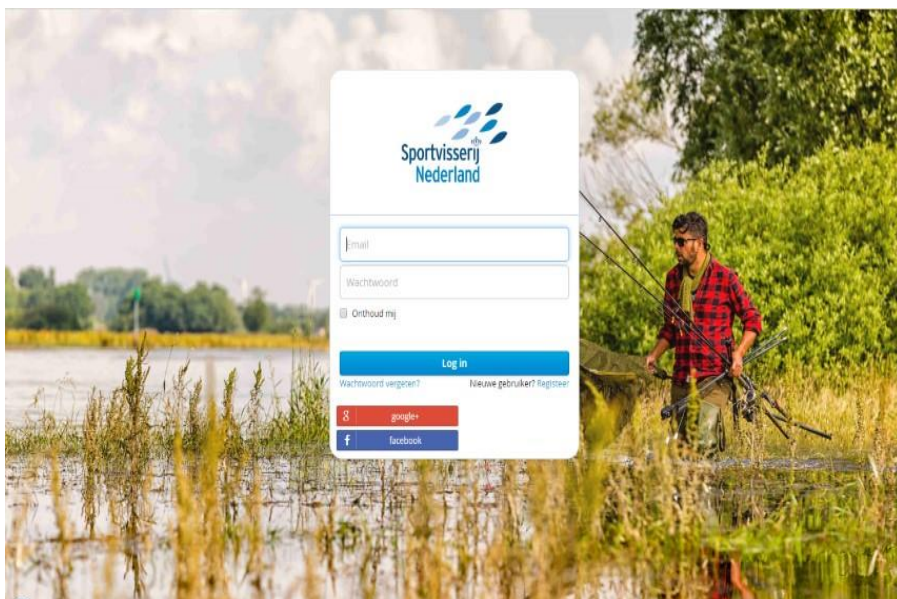 Sportvisserij
Nederland
Email
Wachtwoord
Onthoud mij
Log in
Wachtwoord vergeten? Nieuwe gebruiker? Registeer
g google+
f facebook